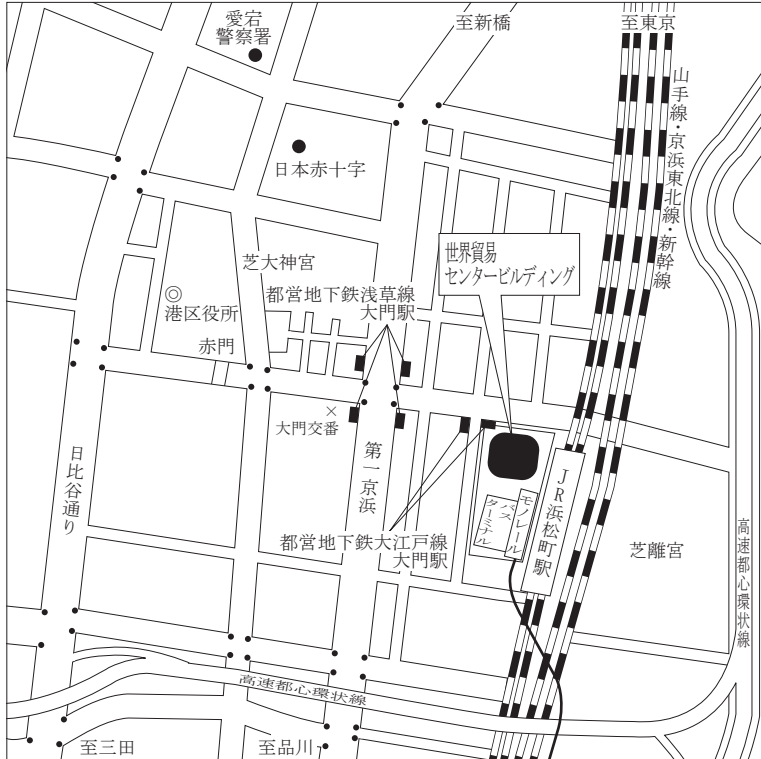 愛宕
警察署
至新橋
至東京
山手線・京浜東北線・新幹線
日本赤十字
世界貿易
センタービルディング
芝大神宮
都営地下鉄浅草線
大門駅
港区役所
赤門
大門交番
日比谷通り
第一京浜
JR浜松町駅
モノレール
バス
ターミナル
都営地下鉄大江戸線
大門駅
芝離宮
高速都心環状線
高速都心環状線
至三田
至品川